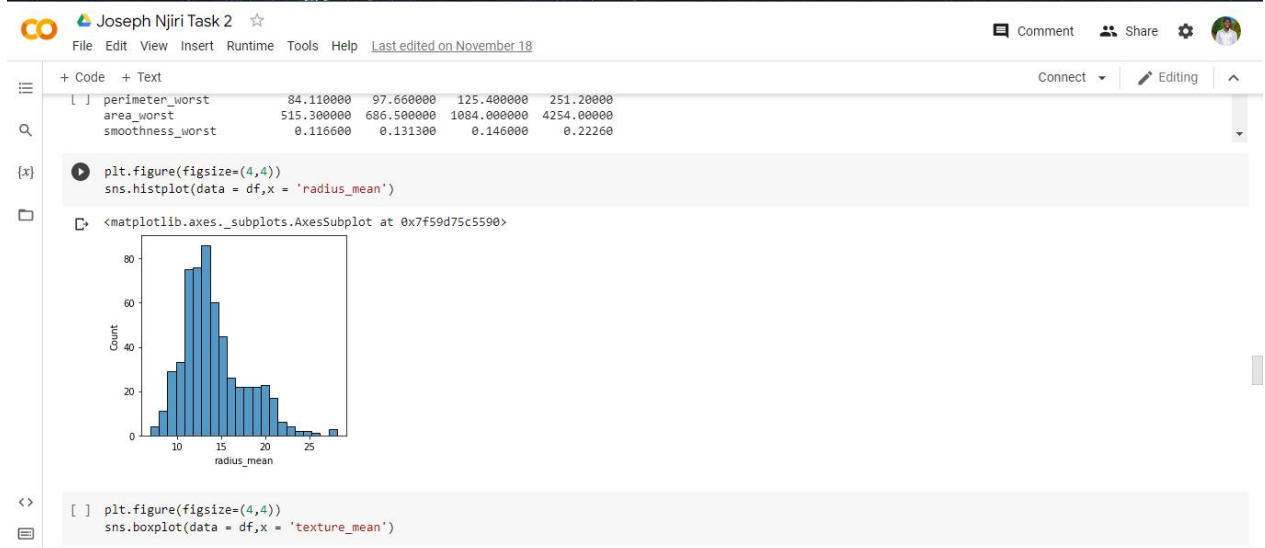 CO Joseph Njiri Task 2
File Edit View Insert Runtime Tools Help Last edited on November 18
Comment Share
+ Code + Text
Connect Editing
[ ] perimeter_worst 84.110000 97.660000 125.400000 251.20000
area_worst 515.300000 686.500000 1084.000000 4254.00000
smoothness_worst 0.116600 0.131300 0.146000 0.22260
{x}
plt.figure(figsize=(4,4))
sns.histplot(data = df,x = 'radius_mean')
<matplotlib.axes._subplots.AxesSubplot at 0x7f59d75c5590>
80
60
Count
40
20
0
10 15 20 25
radius_mean
<>
[ ] plt.figure(figsize=(4,4))
sns.boxplot(data = df,x = 'texture_mean')